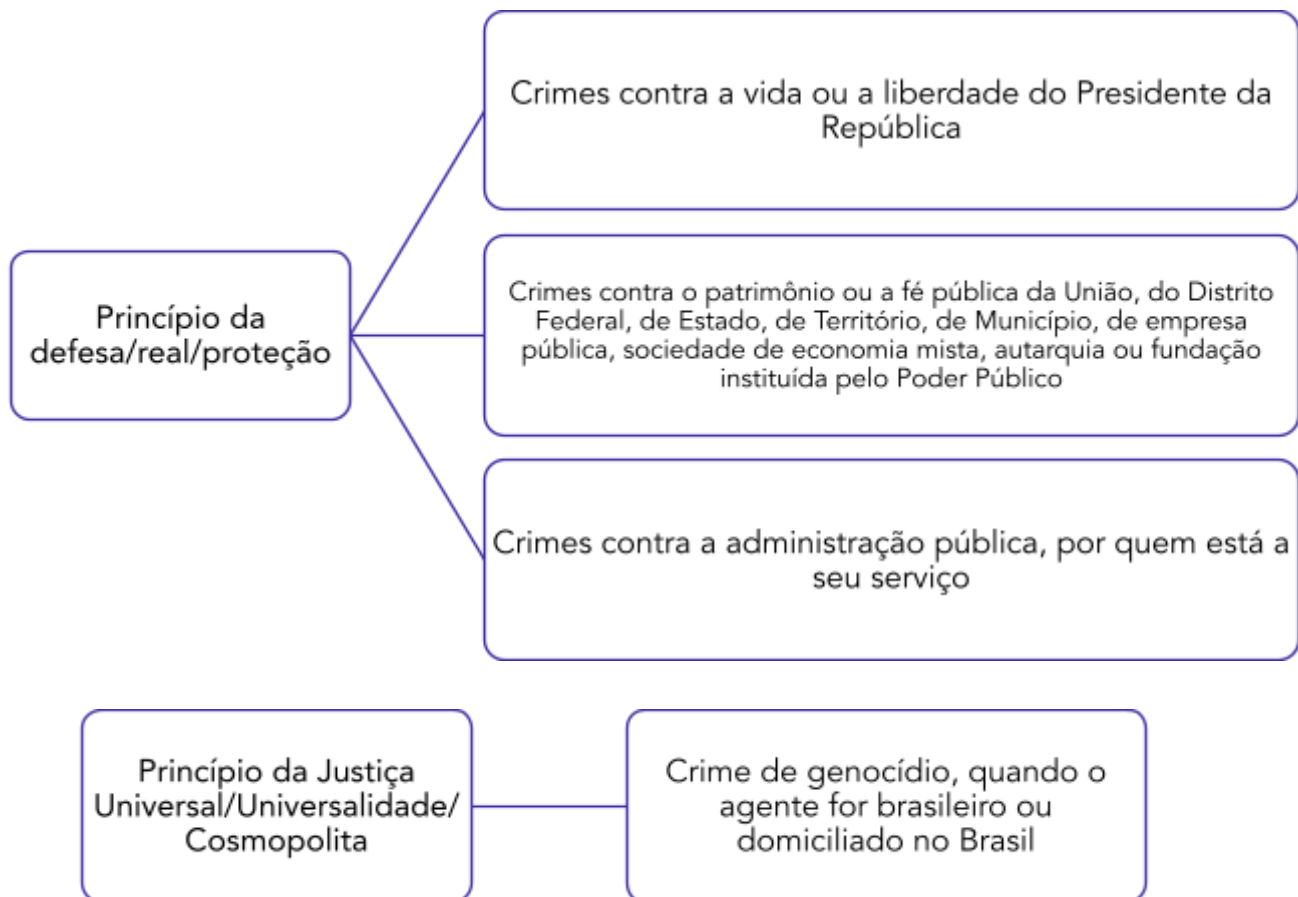 Crimes contra a vida ou a liberdade do Presidente da
República
Princípio da
defesa/real/proteção
Crimes contra o patrimônio ou a fé pública da União, do Distrito
Federal, de Estado, de Território, de Município, de empresa
pública, sociedade de economia mista, autarquia ou fundação
instituída pelo Poder Público
Crimes contra a administração pública, por quem está a
seu serviço
Princípio da Justiça
Universal/Universalidade/
Cosmopolita
Crime de genocídio, quando o
agente for brasileiro ou
domiciliado no Brasil